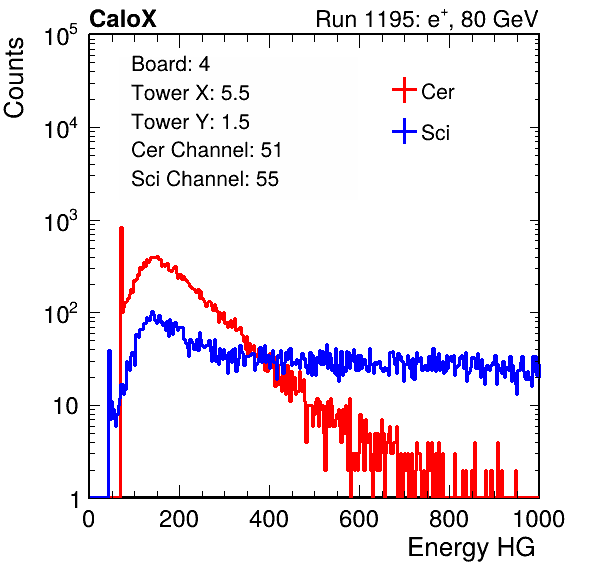 CaloX Run 1195: e⁺, 80 GeV
Counts
Board: 4
Tower X: 5.5
Tower Y: 1.5
Cer Channel: 51
Sci Channel: 55
Cer
Sci
10⁵
10⁴
10³
10²
10
1
0 200 400 600 800 1000
Energy HG